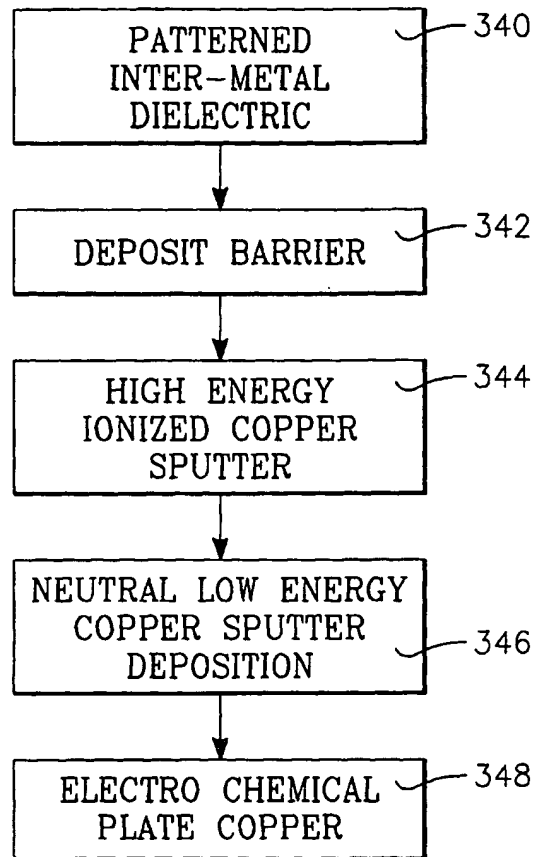 PATTERNED
INTER-METAL
DIELECTRIC
340
DEPOSIT BARRIER
342
HIGH ENERGY
IONIZED COPPER
SPUTTER
344
NEUTRAL LOW ENERGY
COPPER SPUTTER
DEPOSITION
346
ELECTRO CHEMICAL
PLATE COPPER
348